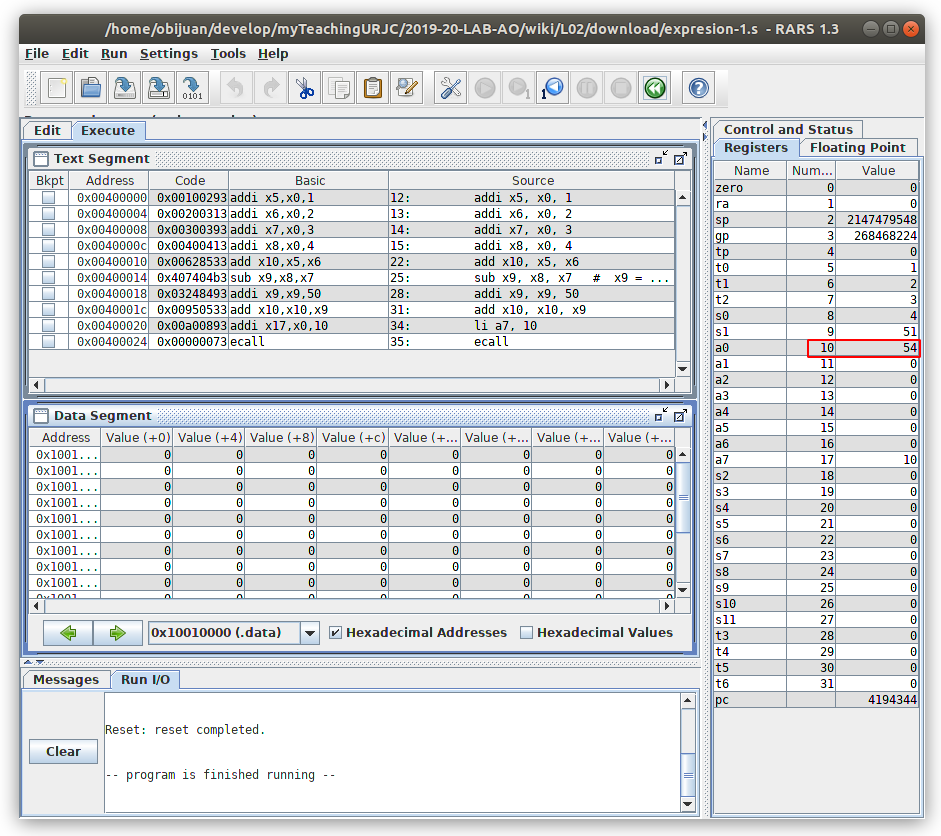 /home/obijuan/develop/myTeachingURJC/2019-20-LAB-AO/wiki/L02/download/expresion-1.s - RARS 1.3
File Edit Run Settings Tools Help
Edit Execute
Text Segment
Bkpt Address Code Basic Source
0x00400000 0x00100293 addi x5,x0,1 12: addi x5, x0, 1
0x00400004 0x00200313 addi x6,x0,2 13: addi x6, x0, 2
0x00400008 0x00300393 addi x7,x0,3 14: addi x7, x0, 3
0x0040000c 0x00400413 addi x8,x0,4 15: addi x8, x0, 4
0x00400010 0x00628533 add x10,x5,x6 22: add x10, x5, x6
0x00400014 0x407404b3 sub x9,x8,x7 25: sub x9, x8, x7 # x9 = ...
0x00400018 0x03248493 addi x9,x9,50 28: addi x9, x9, 50
0x0040001c 0x00950533 add x10,x10,x9 31: add x10, x10, x9
0x00400020 0x00a00893 addi x17,x0,10 34: li a7, 10
0x00400024 0x00000073 ecall 35: ecall
Data Segment
Address Value (+0) Value (+4) Value (+8) Value (+c) Value (+... Value (+... Value (+... Value (+...
0x1001... 0 0 0 0 0 0 0 0
0x1001... 0 0 0 0 0 0 0 0
0x1001... 0 0 0 0 0 0 0 0
0x1001... 0 0 0 0 0 0 0 0
0x1001... 0 0 0 0 0 0 0 0
0x1001... 0 0 0 0 0 0 0 0
0x1001... 0 0 0 0 0 0 0 0
0x1001... 0 0 0 0 0 0 0 0
0x1001... 0 0 0 0 0 0 0 0
0x1001... 0 0 0 0 0 0 0 0
0x10010000 (.data) Hexadecimal Addresses Hexadecimal Values
Messages Run I/O
Clear
Reset: reset completed.
-- program is finished running --
Control and Status
Registers Floating Point
Name Num... Value
zero 0 0
ra 1 0
sp 2 2147479548
gp 3 268468224
tp 4 0
t0 5 1
t1 6 2
t2 7 3
s0 8 4
s1 9 51
a0 10 54
a1 11 0
a2 12 0
a3 13 0
a4 14 0
a5 15 0
a6 16 0
a7 17 10
s2 18 0
s3 19 0
s4 20 0
s5 21 0
s6 22 0
s7 23 0
s8 24 0
s9 25 0
s10 26 0
s11 27 0
t3 28 0
t4 29 0
t5 30 0
t6 31 0
pc 4194344